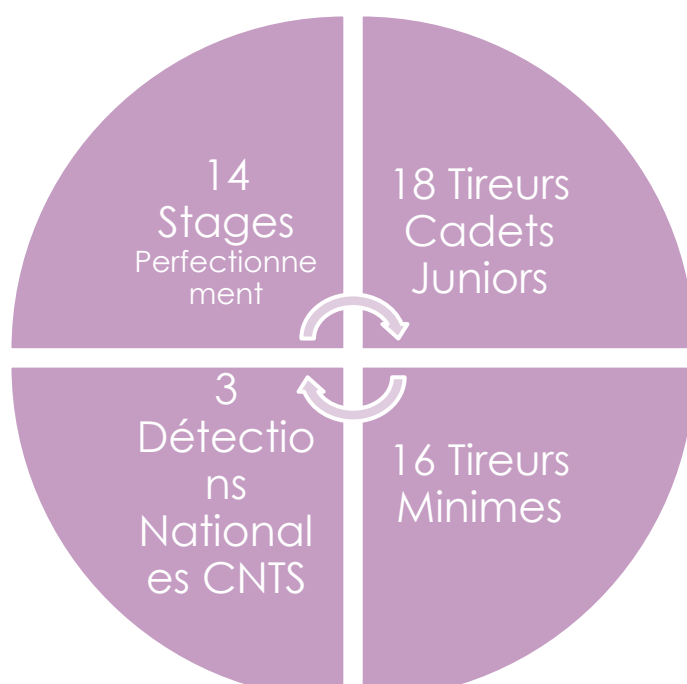 14
Stages
Perfectionne
ment
18 Tireurs
Cadets
Juniors
3
Détectio
ns
National
es CNTS
16 Tireurs
Minimes